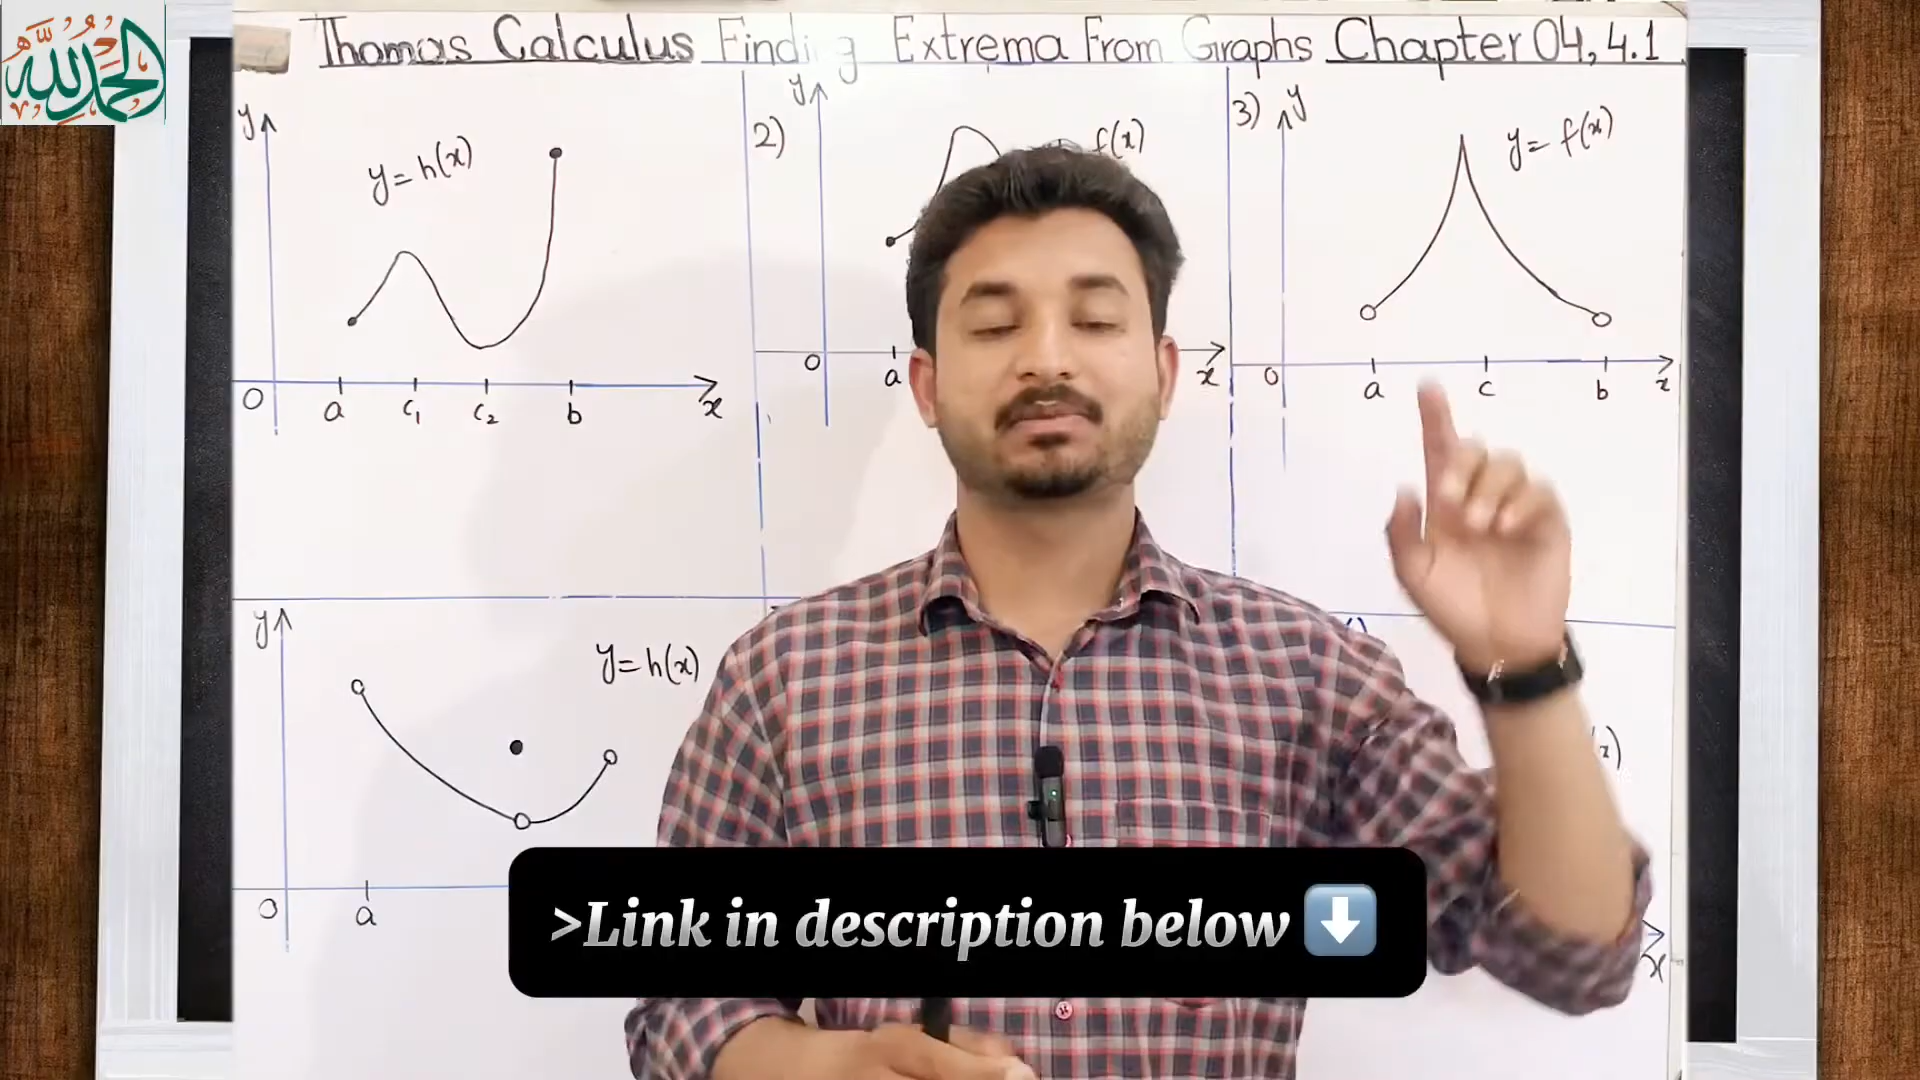 الحمد لله
Thomas Calculus Finding Extrema From Graphs Chapter 04, 4.1
y
y = h(x)
0 a c₁ c₂ b x
2)
y
f(x)
0 a x
3)
y
y = f(x)
0 a c b x
y
y = h(x)
0 a
x)
x
>Link in description below ⬇️